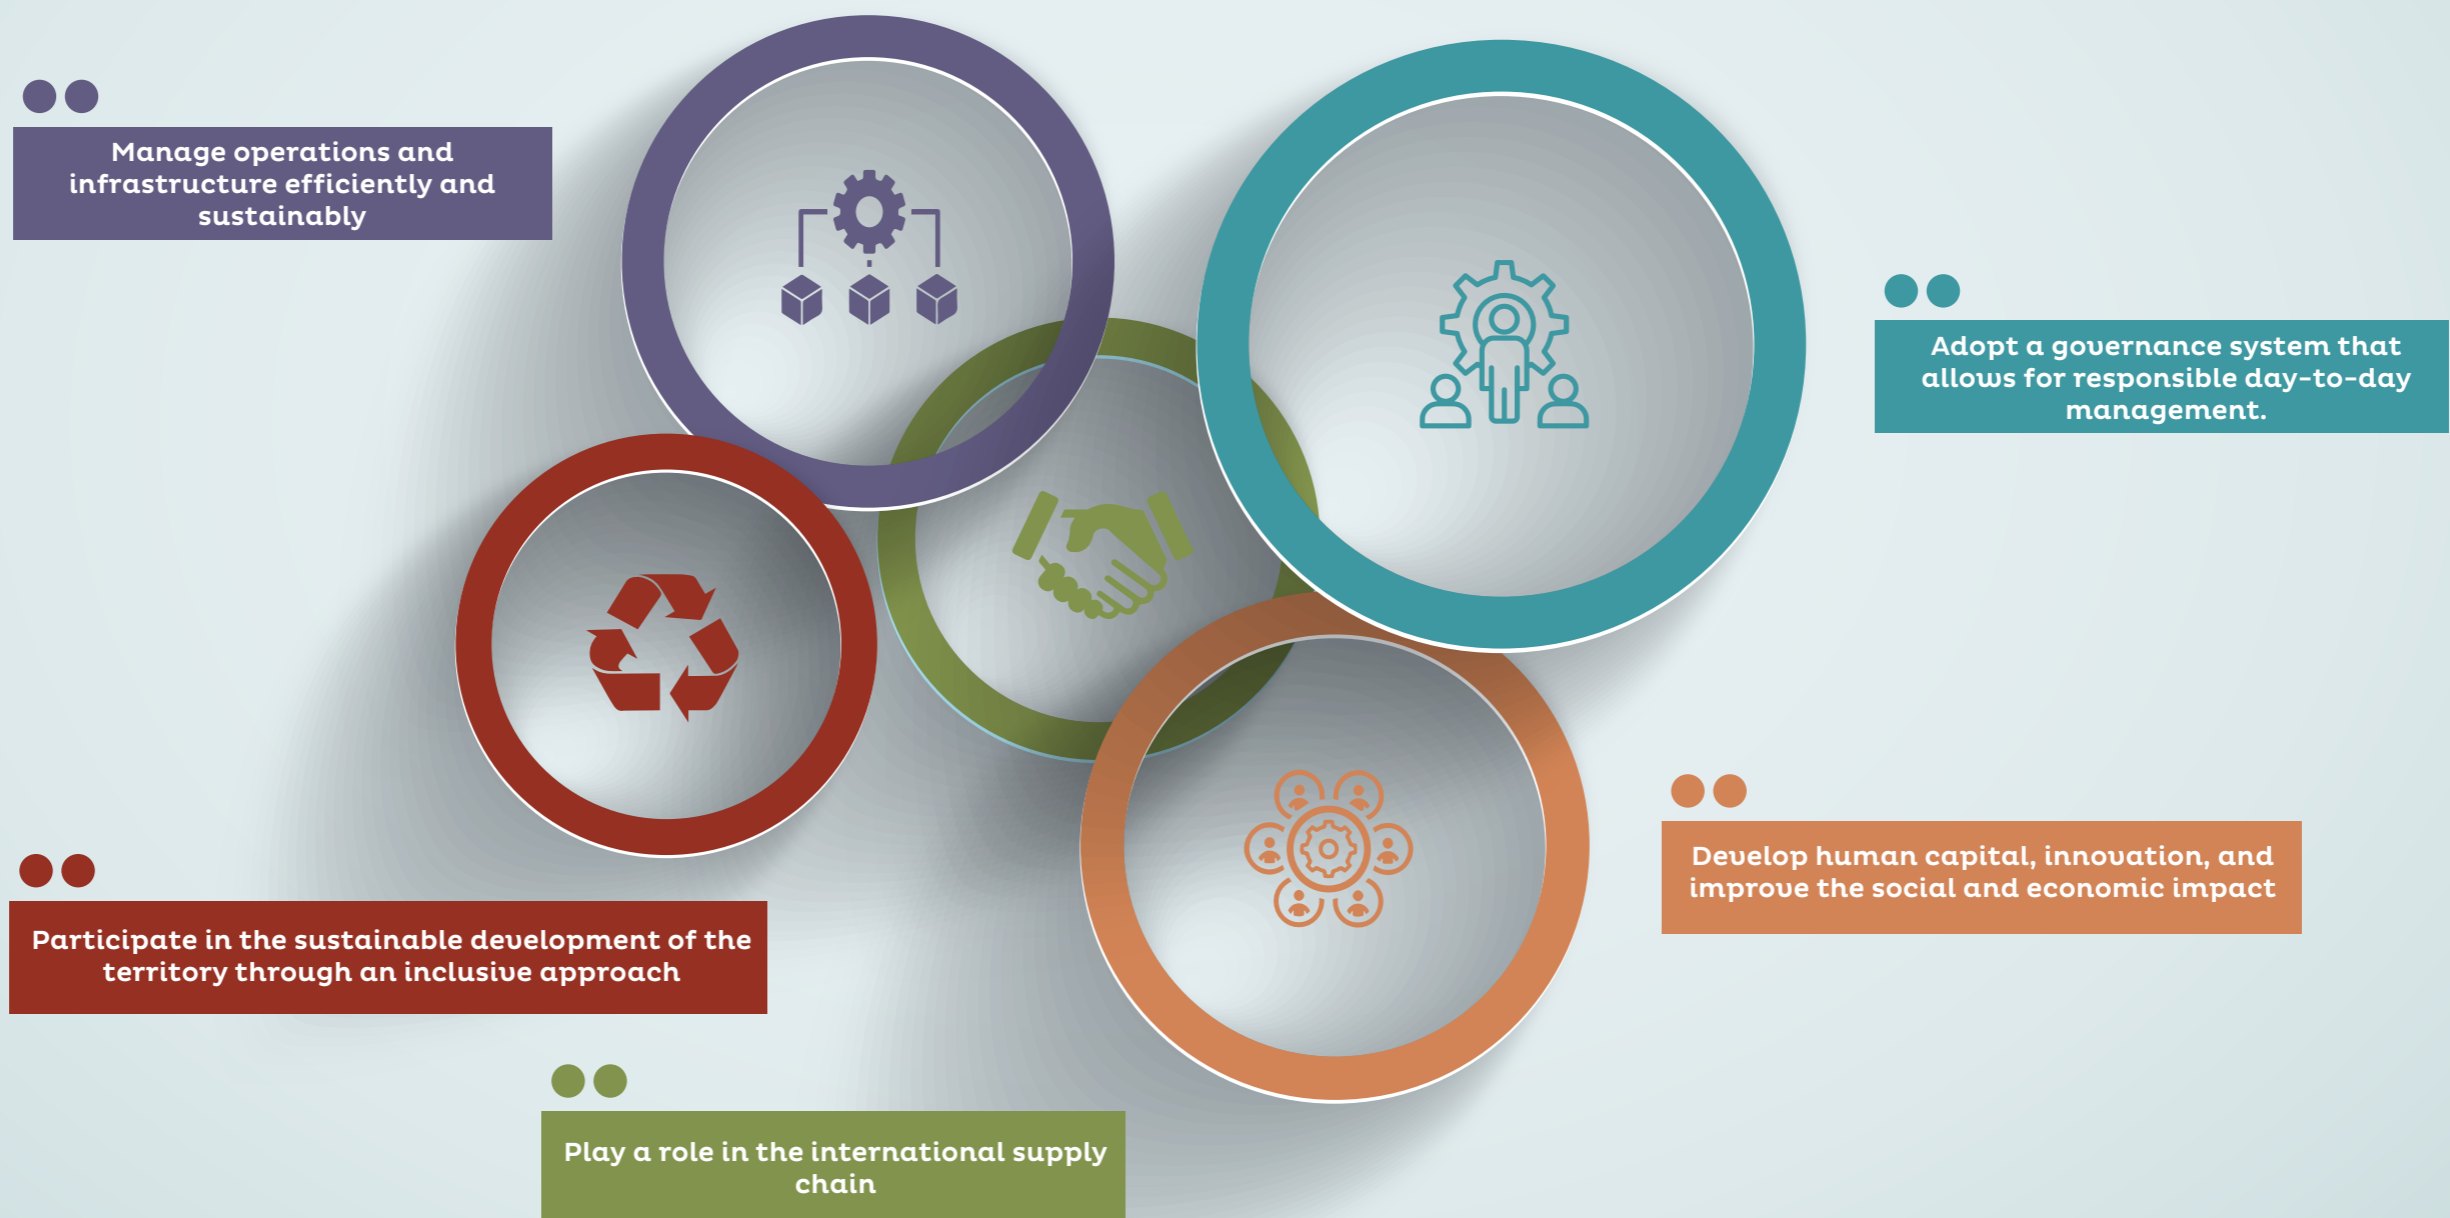 Manage operations and
infrastructure efficiently and
sustainably
Adopt a governance system that
allows for responsible day-to-day
management.
Develop human capital, innovation, and
improve the social and economic impact
Participate in the sustainable development of the
territory through an inclusive approach
Play a role in the international supply
chain